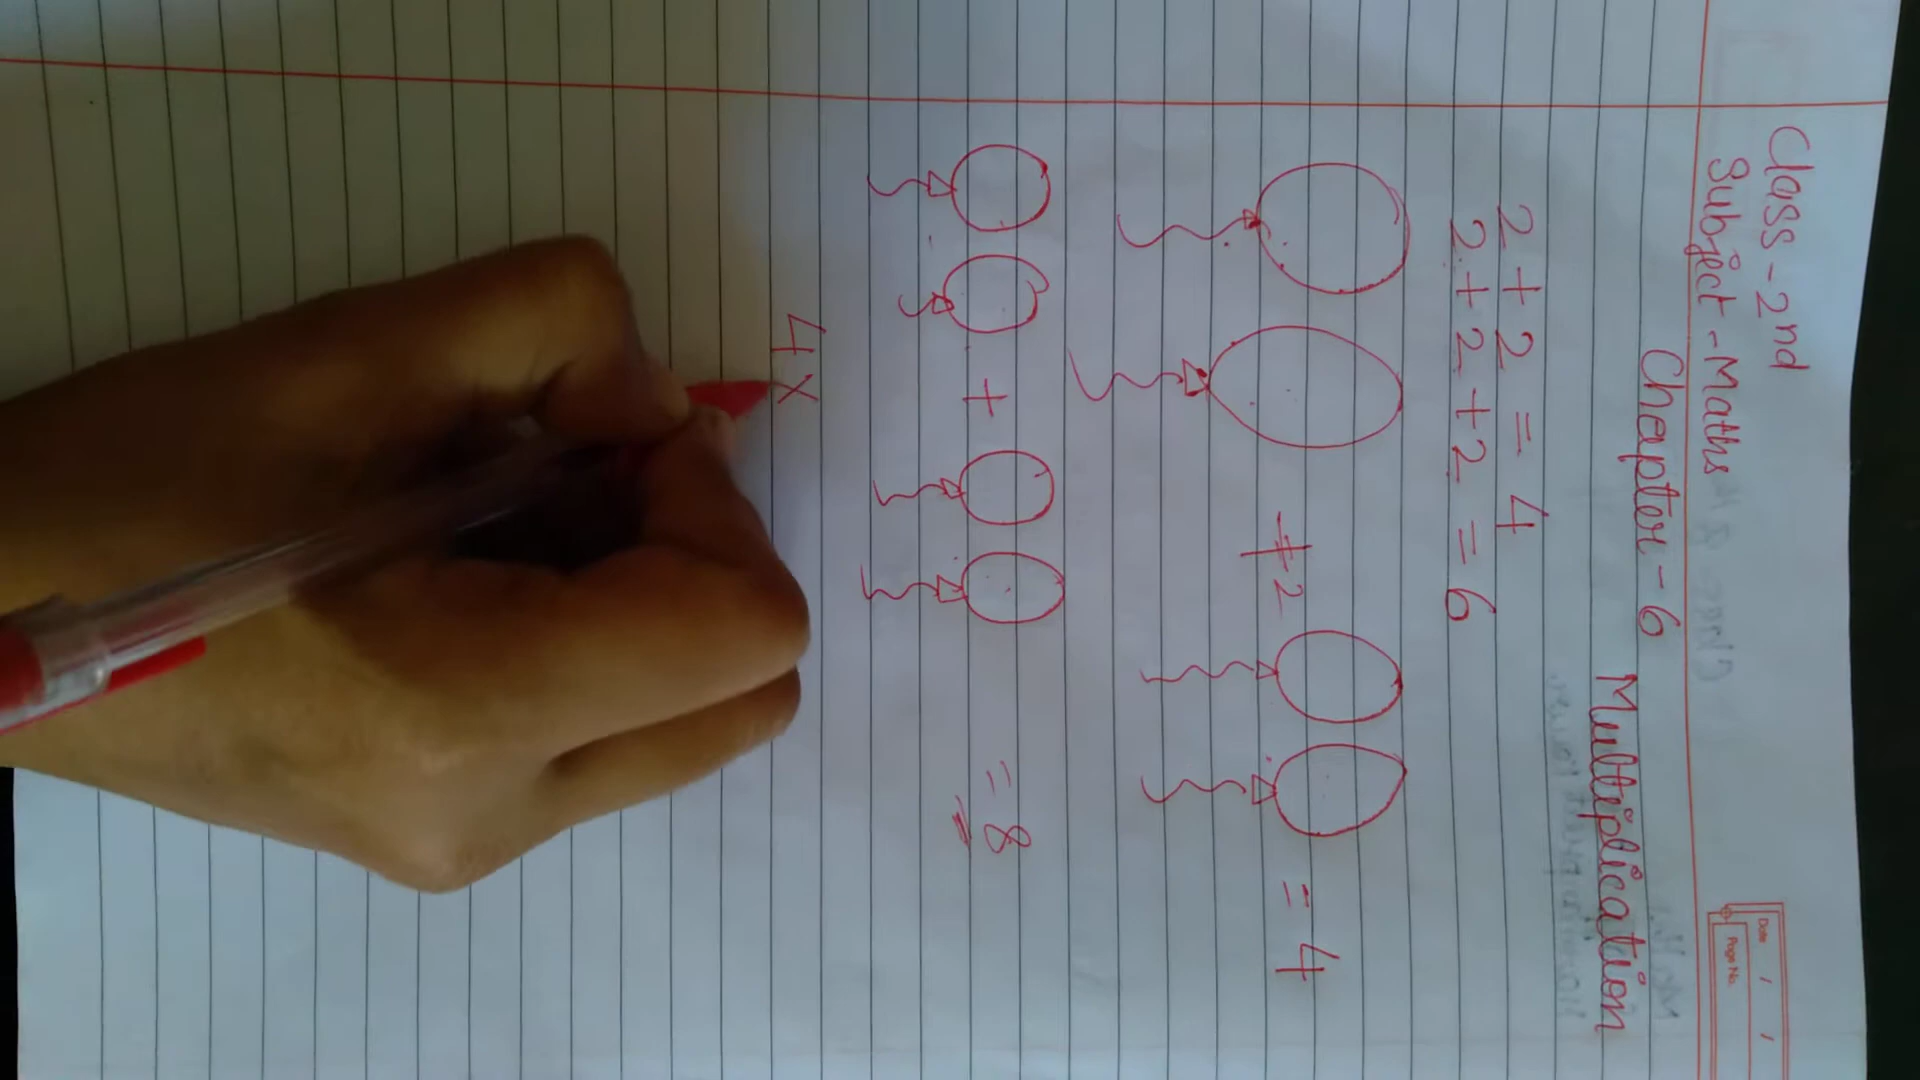 Date / /
Page No.
Class - 2nd
Subject - Maths
Chapter - 6
Multiplication
2 + 2 = 4
2 + 2 + 2 = 6
+ 2 = 4
+ = 8
4 x